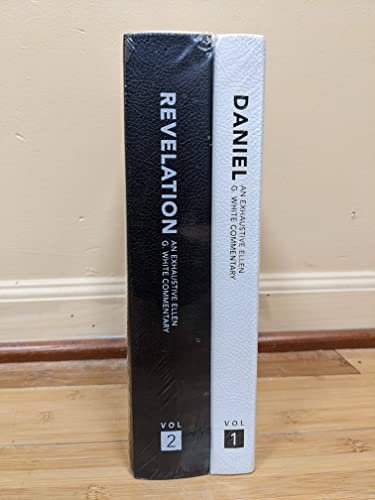 REVELATION
AN EXHAUSTIVE ELLEN
G. WHITE COMMENTARY
VOL
2
DANIEL
AN EXHAUSTIVE ELLEN
G. WHITE COMMENTARY
VOL
1